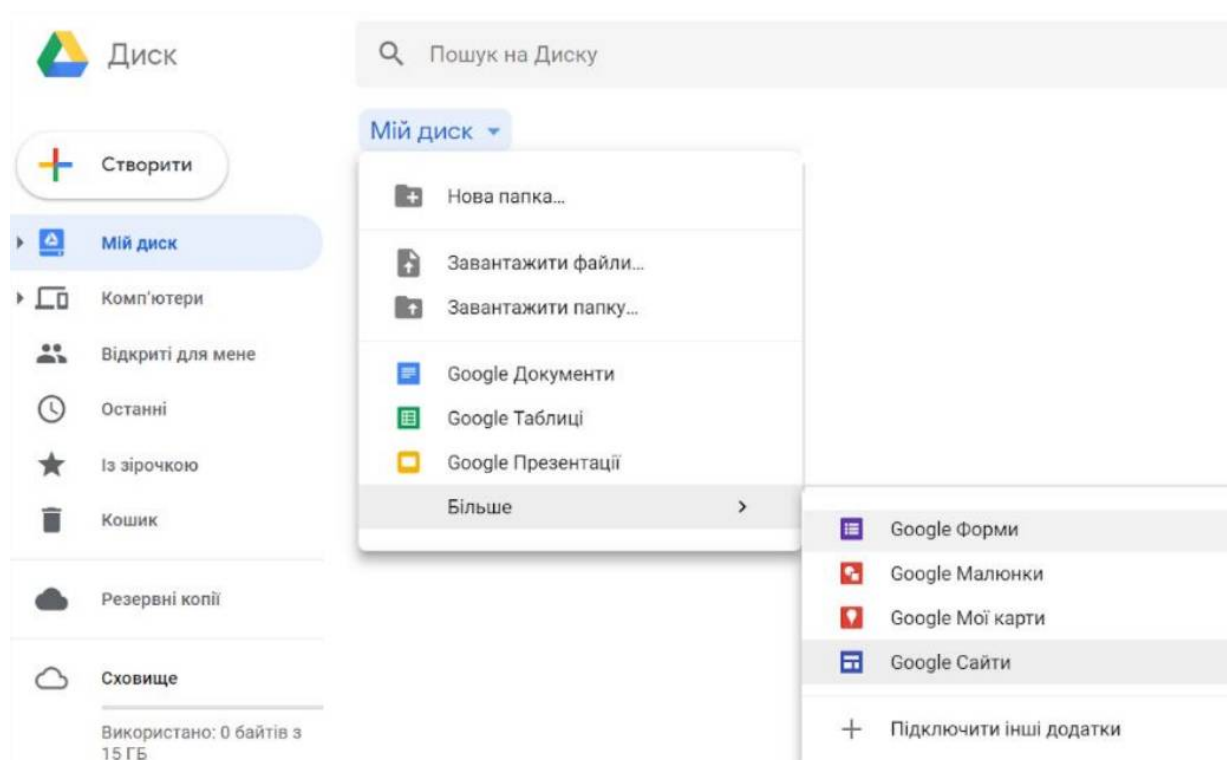 Диск
Пошук на Диску
Створити
Мій диск
Комп'ютери
Відкриті для мене
Останні
Із зірочкою
Кошик
Резервні копії
Сховище
Використано: 0 байтів з
15 ГБ
Мій диск
Нова папка...
Завантажити файли...
Завантажити папку...
Google Документи
Google Таблиці
Google Презентації
Більше
Google Форми
Google Малюнки
Google Мої карти
Google Сайти
Підключити інші додатки